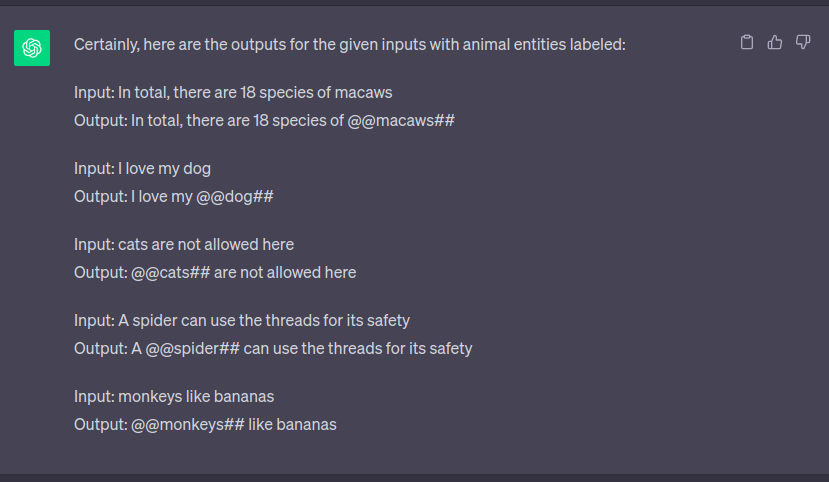 Certainly, here are the outputs for the given inputs with animal entities labeled:
Input: In total, there are 18 species of macaws
Output: In total, there are 18 species of @@macaws##
Input: I love my dog
Output: I love my @@dog##
Input: cats are not allowed here
Output: @@cats## are not allowed here
Input: A spider can use the threads for its safety
Output: A @@spider## can use the threads for its safety
Input: monkeys like bananas
Output: @@monkeys## like bananas